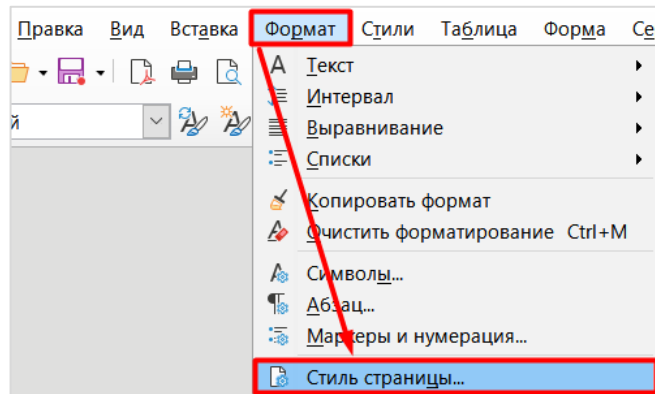 Правка Вид Вставка Формат Стили Таблица Форма Се
й
Текст
Интервал
Выравнивание
Списки
Копировать формат
Очистить форматирование Ctrl+M
Символы...
Абзац...
Маркеры и нумерация...
Стиль страницы...